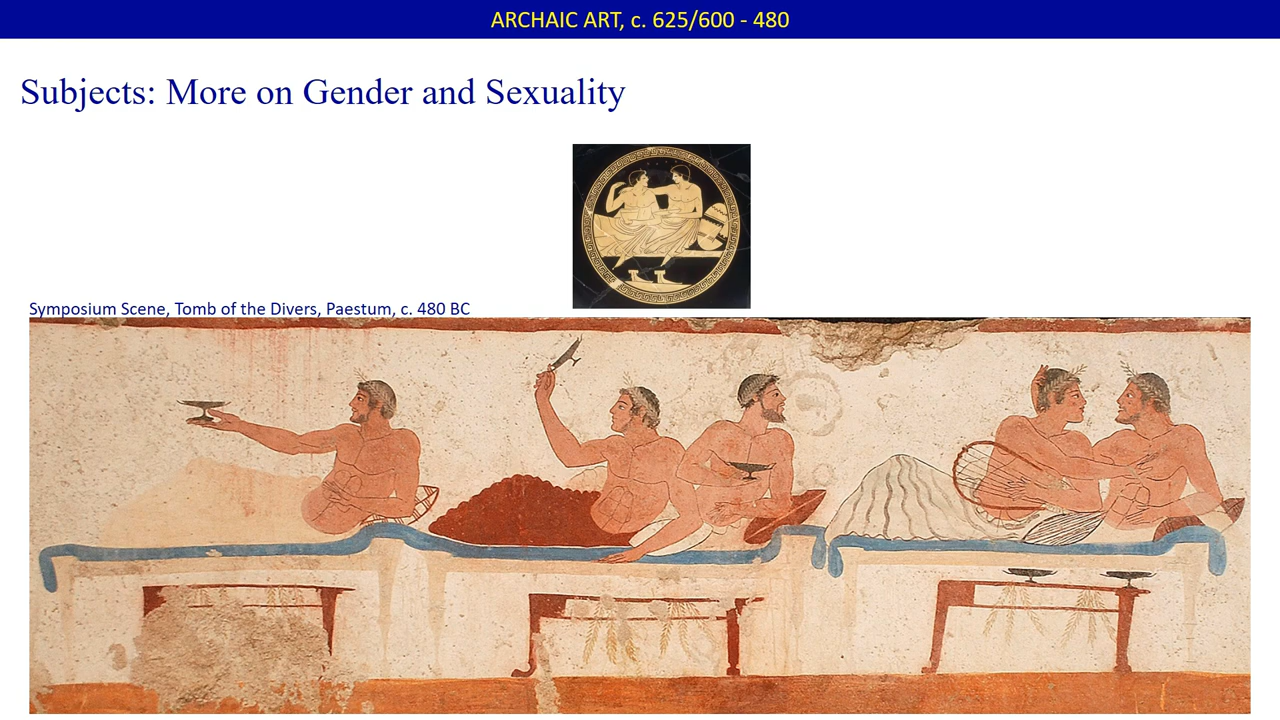 ARCHAIC ART, c. 625/600 - 480
Subjects: More on Gender and Sexuality
Symposium Scene, Tomb of the Divers, Paestum, c. 480 BC